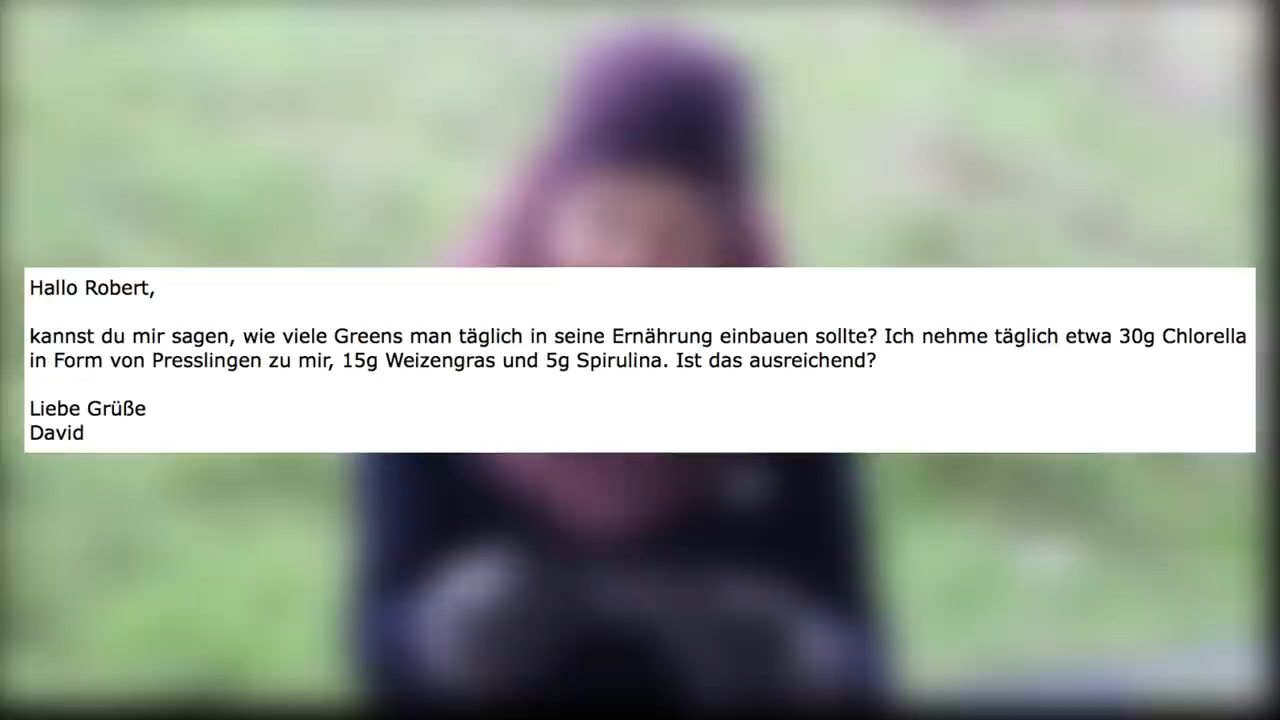 Hallo Robert,
kannst du mir sagen, wie viele Greens man täglich in seine Ernährung einbauen sollte? Ich nehme täglich etwa 30g Chlorella
in Form von Presslingen zu mir, 15g Weizengras und 5g Spirulina. Ist das ausreichend?
Liebe Grüße
David